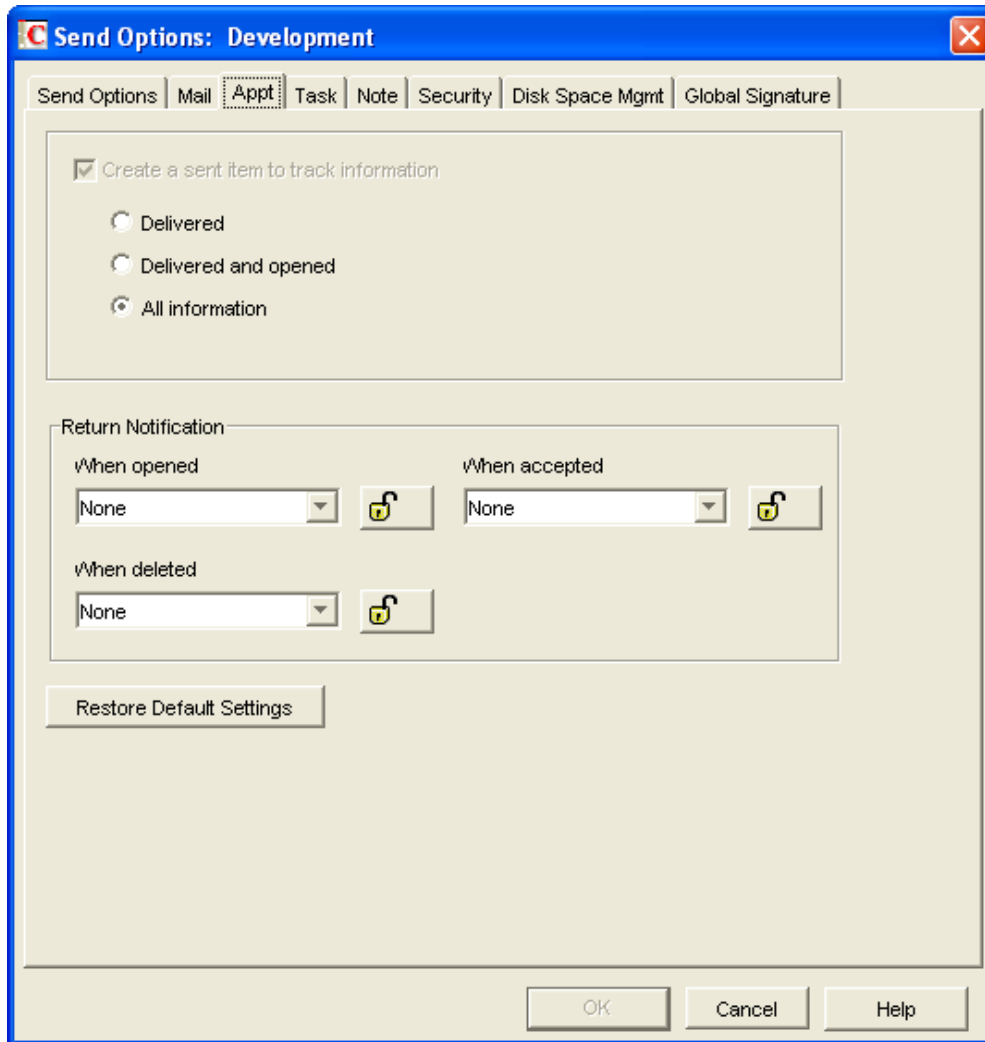 C Send Options: Development
Send Options Mail Appt Task Note Security Disk Space Mgmt Global Signature
Create a sent item to track information
Delivered
Delivered and opened
All information
Return Notification
When opened When accepted
None None
When deleted
None
Restore Default Settings
OK Cancel Help